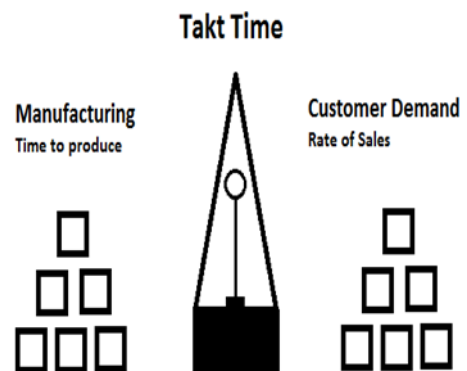 Takt Time
Manufacturing
Time to produce
Customer Demand
Rate of Sales